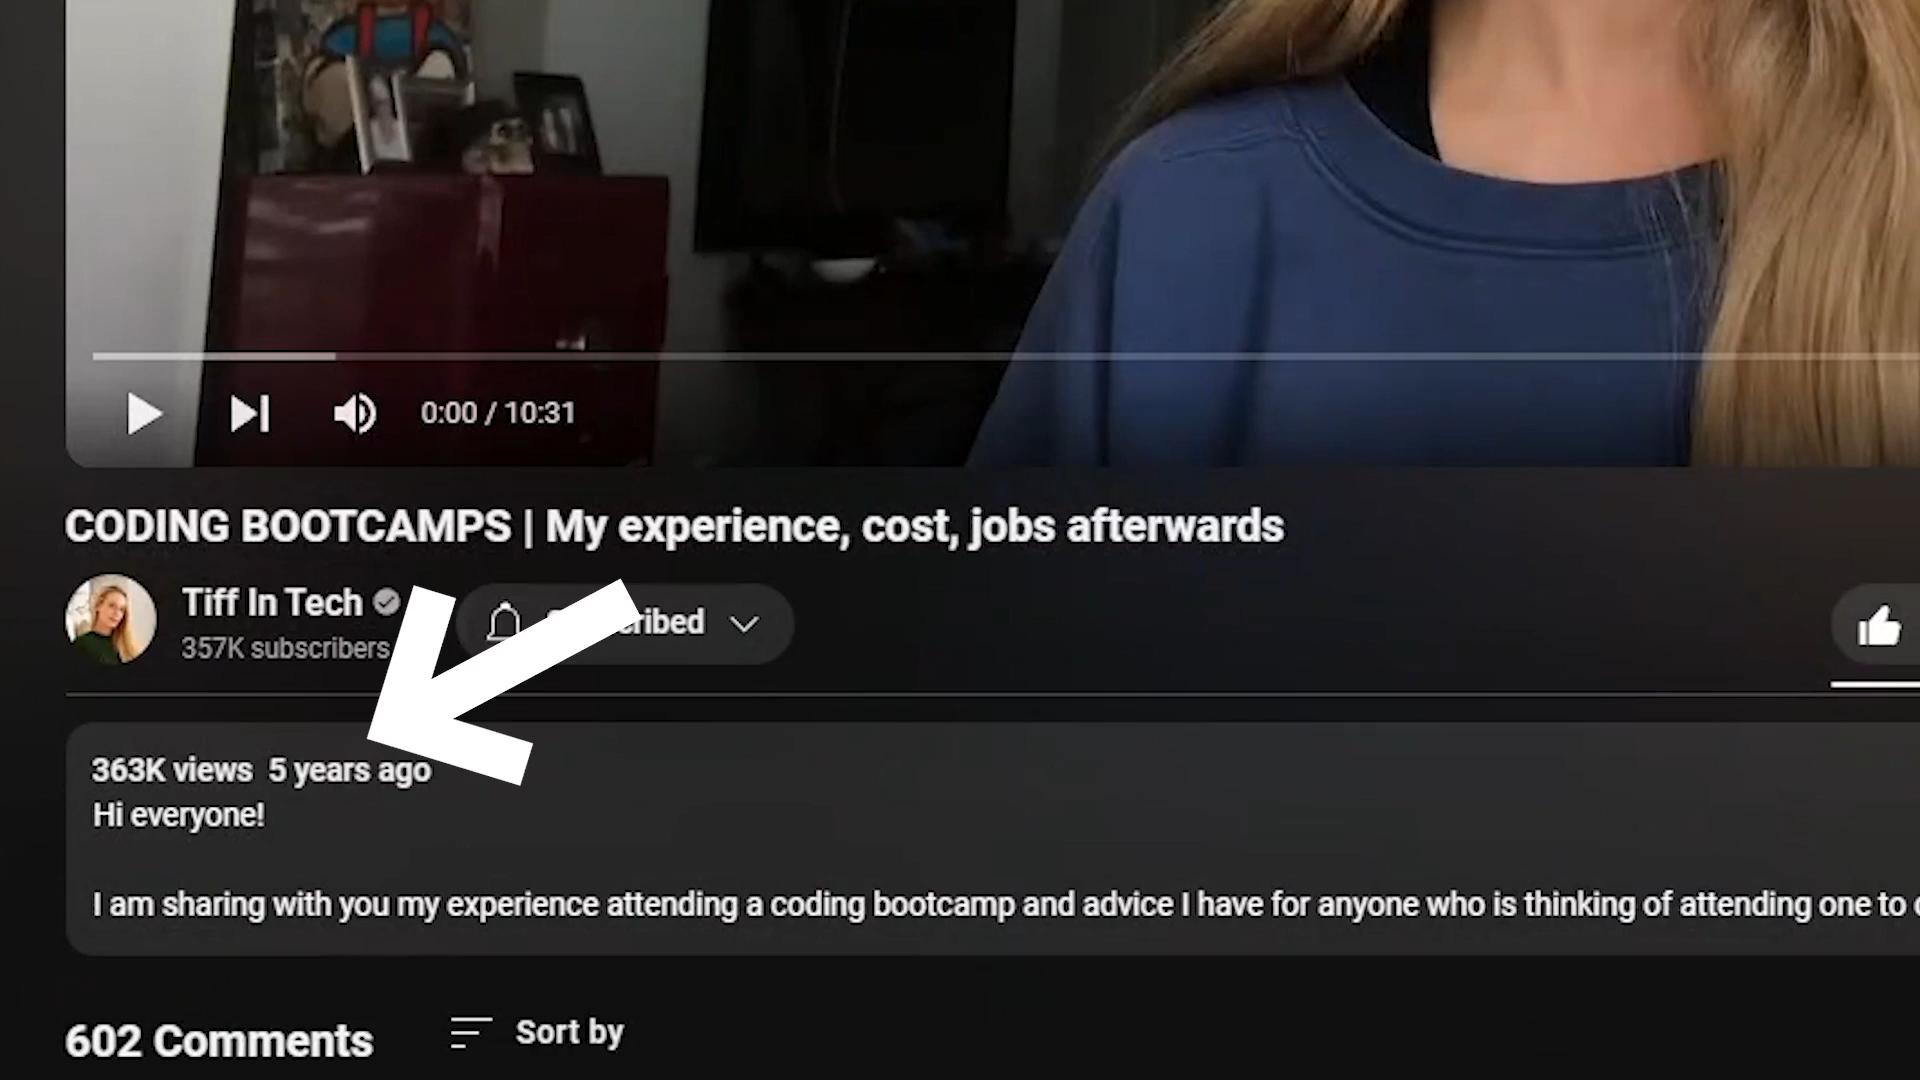 0:00 / 10:31
CODING BOOTCAMPS | My experience, cost, jobs afterwards
Tiff In Tech
357K subscribers
363K views 5 years ago
Hi everyone!
I am sharing with you my experience attending a coding bootcamp and advice I have for anyone who is thinking of attending one to
602 Comments
Sort by